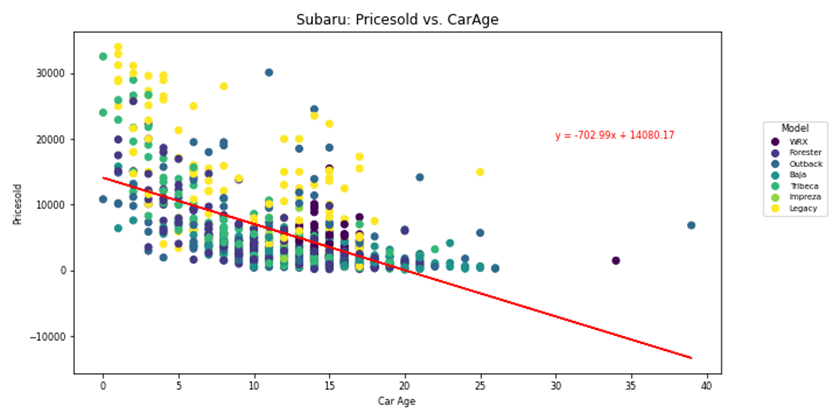 Subaru: Pricesold vs. CarAge
30000
20000
10000
0
−10000
Pricesold
y = -702.99x + 14080.17
0 5 10 15 20 25 30 35 40
Car Age
Model
WRX
Forester
Outback
Baja
Tribeca
Impreza
Legacy